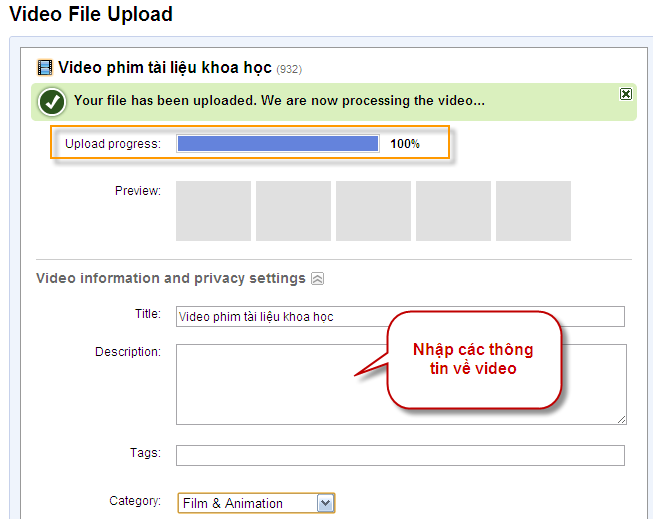 Video File Upload
Video phim tài liệu khoa học (932)
Your file has been uploaded. We are now processing the video...
Upload progress: 100%
Preview:
Video information and privacy settings
Title: Video phim tài liệu khoa học
Description:
Nhập các thông
tin về video
Tags:
Category: Film & Animation